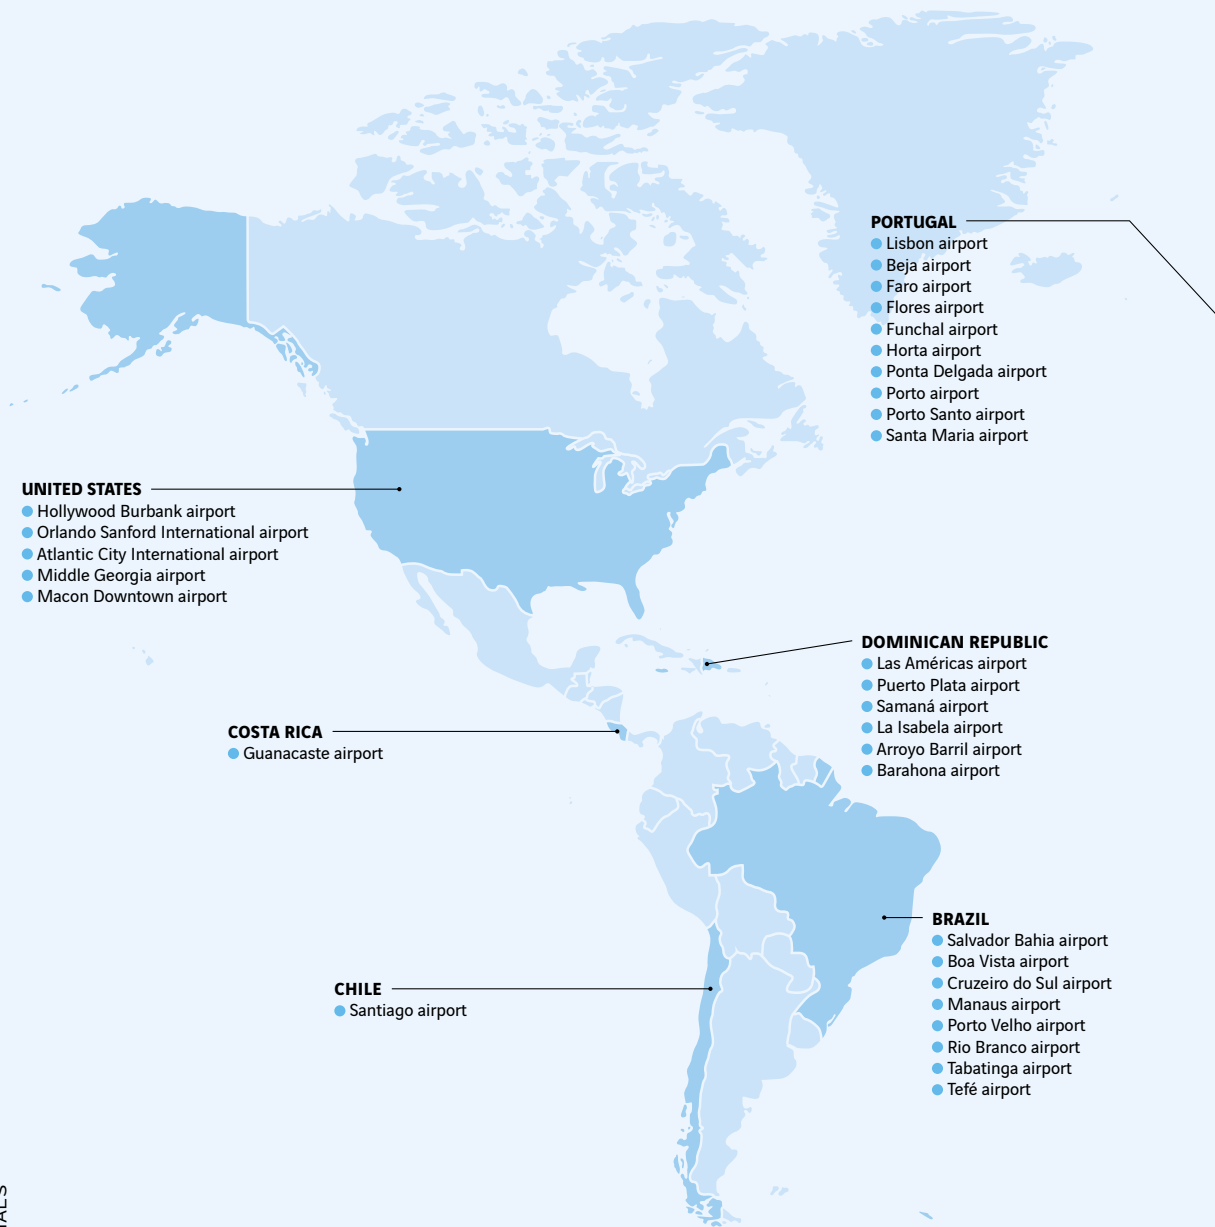 PORTUGAL
Lisbon airport
Beja airport
Faro airport
Flores airport
Funchal airport
Horta airport
Ponta Delgada airport
Porto airport
Porto Santo airport
Santa Maria airport
UNITED STATES
Hollywood Burbank airport
Orlando Sanford International airport
Atlantic City International airport
Middle Georgia airport
Macon Downtown airport
DOMINICAN REPUBLIC
Las Américas airport
Puerto Plata airport
Samaná airport
La Isabela airport
Arroyo Barril airport
Barahona airport
COSTA RICA
Guanacaste airport
BRAZIL
Salvador Bahia airport
Boa Vista airport
Cruzeiro do Sul airport
Manaus airport
Porto Velho airport
Rio Branco airport
Tabatinga airport
Tefé airport
CHILE
Santiago airport